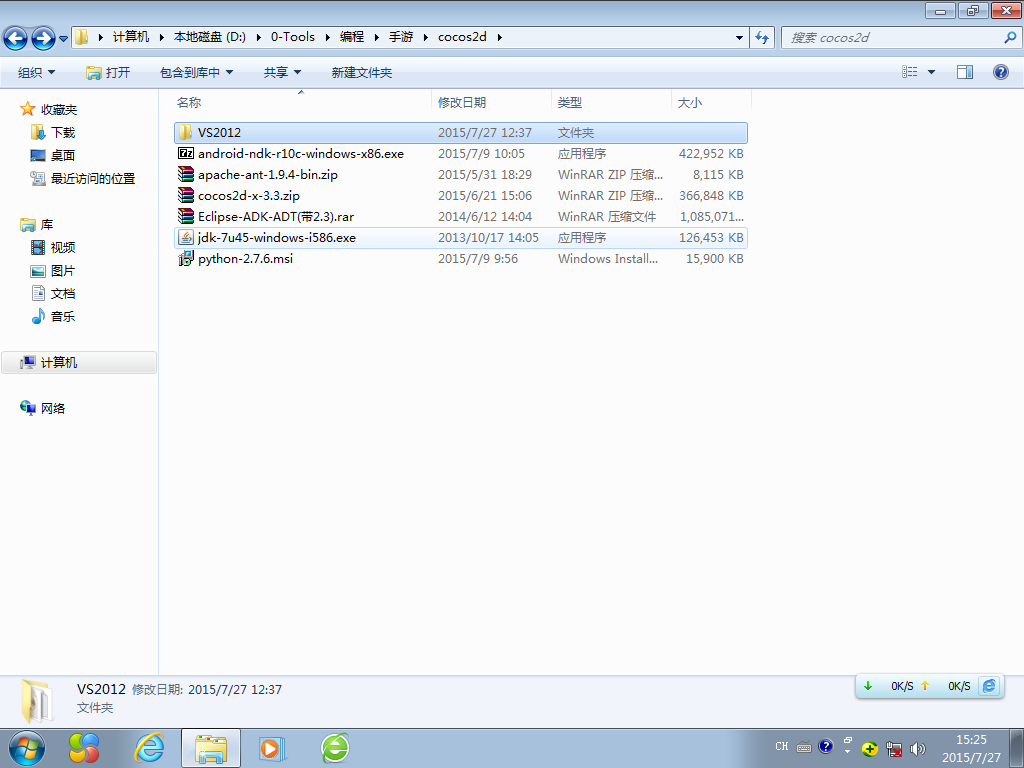 计算机 本地磁盘 (D:) 0-Tools 编程 手游 cocos2d
搜索 cocos2d
组织 打开 包含到库中 共享 新建文件夹
名称 修改日期 类型 大小
收藏夹
下载
桌面
最近访问的位置
库
视频
图片
文档
音乐
计算机
网络
VS2012 2015/7/27 12:37 文件夹
android-ndk-r10c-windows-x86.exe 2015/7/9 10:05 应用程序 422,952 KB
apache-ant-1.9.4-bin.zip 2015/5/31 18:29 WinRAR ZIP 压缩... 8,115 KB
cocos2d-x-3.3.zip 2015/6/21 15:06 WinRAR ZIP 压缩... 366,848 KB
Eclipse-ADK-ADT(带2.3).rar 2014/6/12 14:04 WinRAR 压缩文件 1,085,071...
jdk-7u45-windows-i586.exe 2013/10/17 14:05 应用程序 126,453 KB
python-2.7.6.msi 2015/7/9 9:56 Windows Install... 15,900 KB
VS2012 修改日期: 2015/7/27 12:37
文件夹
0K/S 0K/S
CH
15:25
2015/7/27